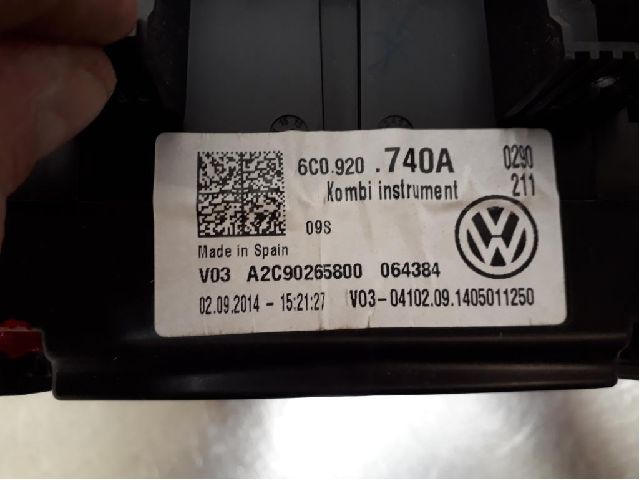 6C0.920 .740A 0290
Kombi instrument 211
09S
Made in Spain
V03 A2C90265800 064384
02.09.2014 - 15:21:27 V03-04102.09.1405011250